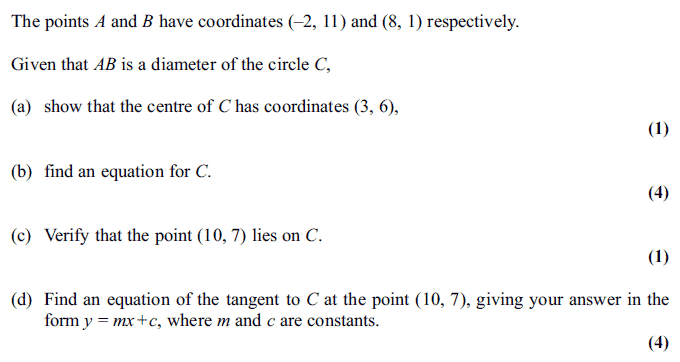 The points A and B have coordinates (–2, 11) and (8, 1) respectively.
Given that AB is a diameter of the circle C,
(a) show that the centre of C has coordinates (3, 6),
(1)
(b) find an equation for C.
(4)
(c) Verify that the point (10, 7) lies on C.
(1)
(d) Find an equation of the tangent to C at the point (10, 7), giving your answer in the
form y = mx+c, where m and c are constants.
(4)